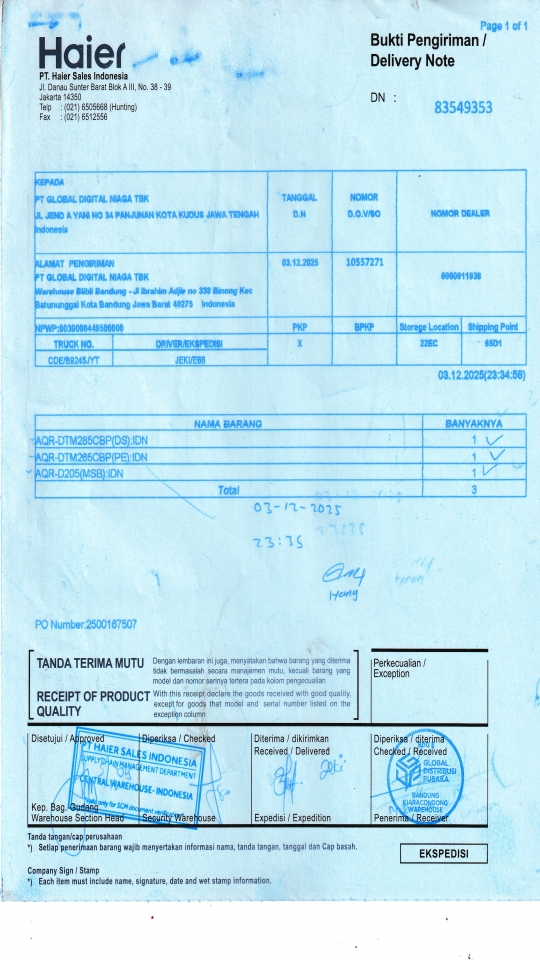 Page 1 of 1
Haier
Bukti Pengiriman /
Delivery Note
PT. Haier Sales Indonesia
Jl. Danau Sunter Barat Blok A III, No. 38 - 39
Jakarta 14350
Telp : (021) 6505668 (Hunting)
Fax : (021) 6512556
DN : 83549353
KEPADA
PT GLOBAL DIGITAL NIAGA TBK
JL JEND A YANI NO 34 PANJUNAN KOTA KUDUS JAWA TENGAH
Indonesia
TANGGAL
D.N
NOMOR
D.O.V/SO
NOMOR DEALER
ALAMAT PENGIRIMAN
PT GLOBAL DIGITAL NIAGA TBK
Warehouse Blibli Bandung - Jl Ibrahim Adjie no 338 Binong Kec
Batununggal Kota Bandung Jawa Barat 40275 Indonesia
03.12.2025
10557271
NPWP:
PKP
BPKP
Storege Location
Shipping Point
TRUCK NO.
DRIVER/EKSPEDISI
X
22EC
65D1
CDE/B9245JYT
JEKI/EBS
03.12.2025
NAMA BARANG
BANYAKNYA
AQR-DTM265CBP(DS):IDN
1
AQR-DTM265CBP(PE):IDN
1
AQR-D205(MSB):IDN
1
Total
3
03-12-2025
23:35
PO Number:2500167507
TANDA TERIMA MUTU
Dengan lembaran ini juga, menyatakan bahwa barang yang diterima
tidak bermasalah secara manajemen mutu, kecuali barang yang
model dan nomor serinya tertera pada kolom pengecualian
RECEIPT OF PRODUCT
QUALITY
With this receipt declare the goods received with good quality,
except for goods that model and serial number listed on the
exception column
Perkecualian /
Exception
Disetujui / Approved
Diperiksa / Checked
Diterima / dikirimkan
Received / Delivered
Diperiksa / diterima
Checked / Received
PT HAIER SALES INDONESIA
SUPPLY CHAIN MANAGEMENT DEPARTMENT
CENTRAL WAREHOUSE- INDONESIA
Valid only for SCM document verification
GLOBAL
DISTRIBUSI
PUSAKA
BANDUNG
KIARACONDONG
WAREHOUSE
Kep. Bag. Gudang
Warehouse Section Head
Security Warehouse
Expedisi / Expedition
Penerima / Receiver
Tanda tangan/cap perusahaan
*) Setiap penerimaan barang wajib menyertakan informasi nama, tanda tangan, tanggal dan Cap basah.
EKSPEDISI
Company Sign / Stamp
*) Each item must include name, signature, date and wet stamp information.